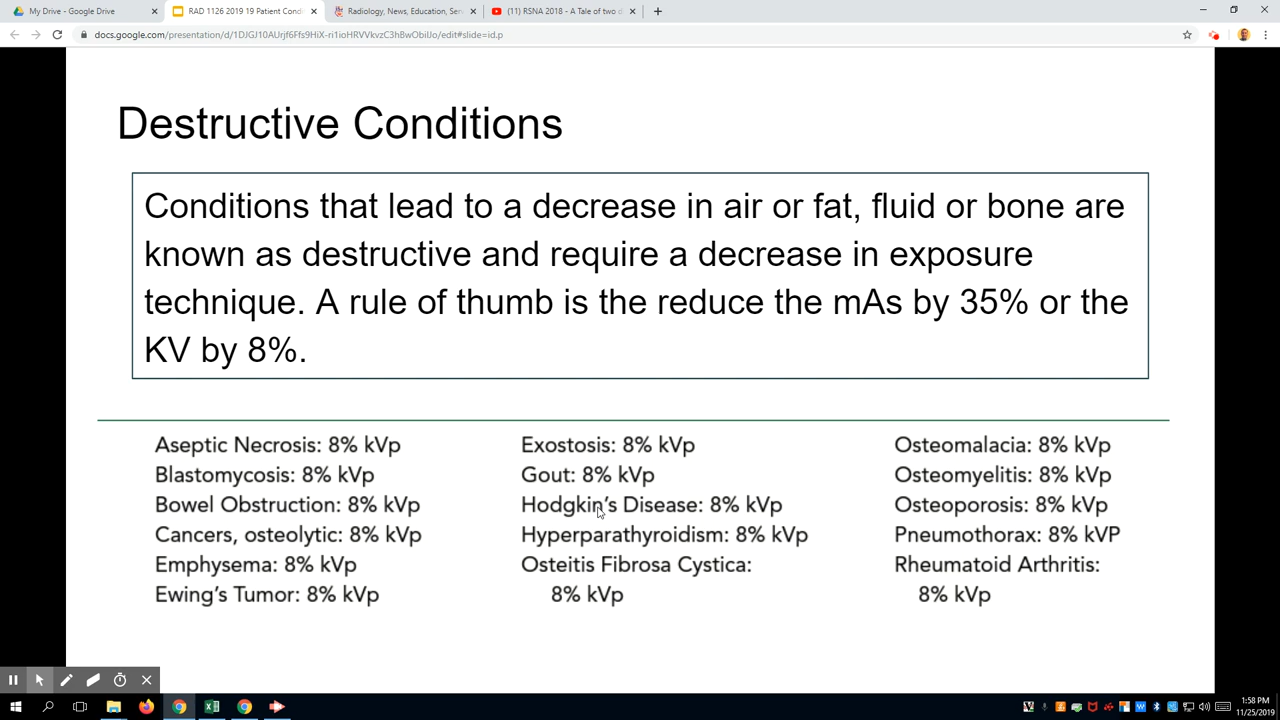 My Drive - Google Drive
RAD 1126 2019 19 Patient Cond
Radiology, News, Education, Ser
(11) RSNA 2018 - A Tale of two d
docs.google.com/presentation/d/1DJGJ10AUrjf6Ffs9HiX-ri1ioHRVVkvzC3hBwObiIJo/edit#slide=id.p
Destructive Conditions
Conditions that lead to a decrease in air or fat, fluid or bone are
known as destructive and require a decrease in exposure
technique. A rule of thumb is the reduce the mAs by 35% or the
KV by 8%.
Aseptic Necrosis: 8% kVp
Blastomycosis: 8% kVp
Bowel Obstruction: 8% kVp
Cancers, osteolytic: 8% kVp
Emphysema: 8% kVp
Ewing's Tumor: 8% kVp
Exostosis: 8% kVp
Gout: 8% kVp
Hodgkin's Disease: 8% kVp
Hyperparathyroidism: 8% kVp
Osteitis Fibrosa Cystica:
8% kVp
Osteomalacia: 8% kVp
Osteomyelitis: 8% kVp
Osteoporosis: 8% kVp
Pneumothorax: 8% kVP
Rheumatoid Arthritis:
8% kVp
1:58 PM
11/25/2019